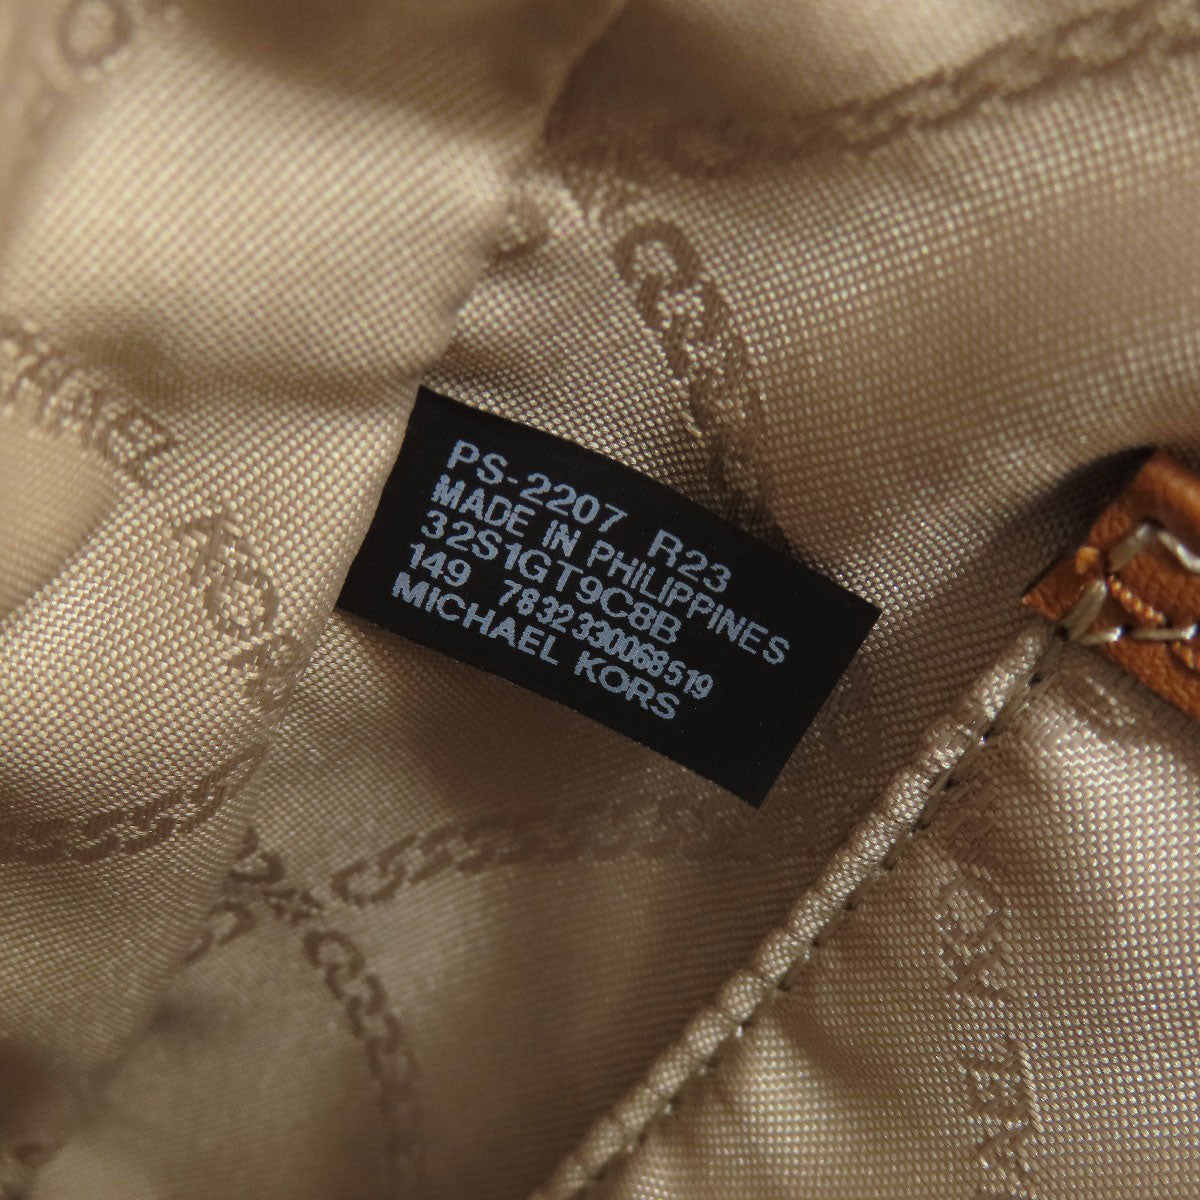 PS-2207 R23
MADE IN PHILIPPINES
32S1GT9C8B
149 7832330068519
MICHAEL KORS